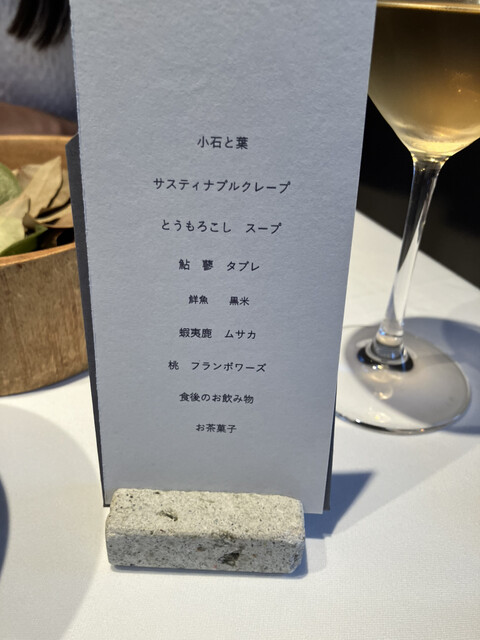 小石と葉
サスティナブルクレープ
とうもろこし　スープ
鮎　蓼　タブレ
鮮魚　黒米
蝦夷鹿　ムサカ
桃　フランボワーズ
食後のお飲み物
お茶菓子